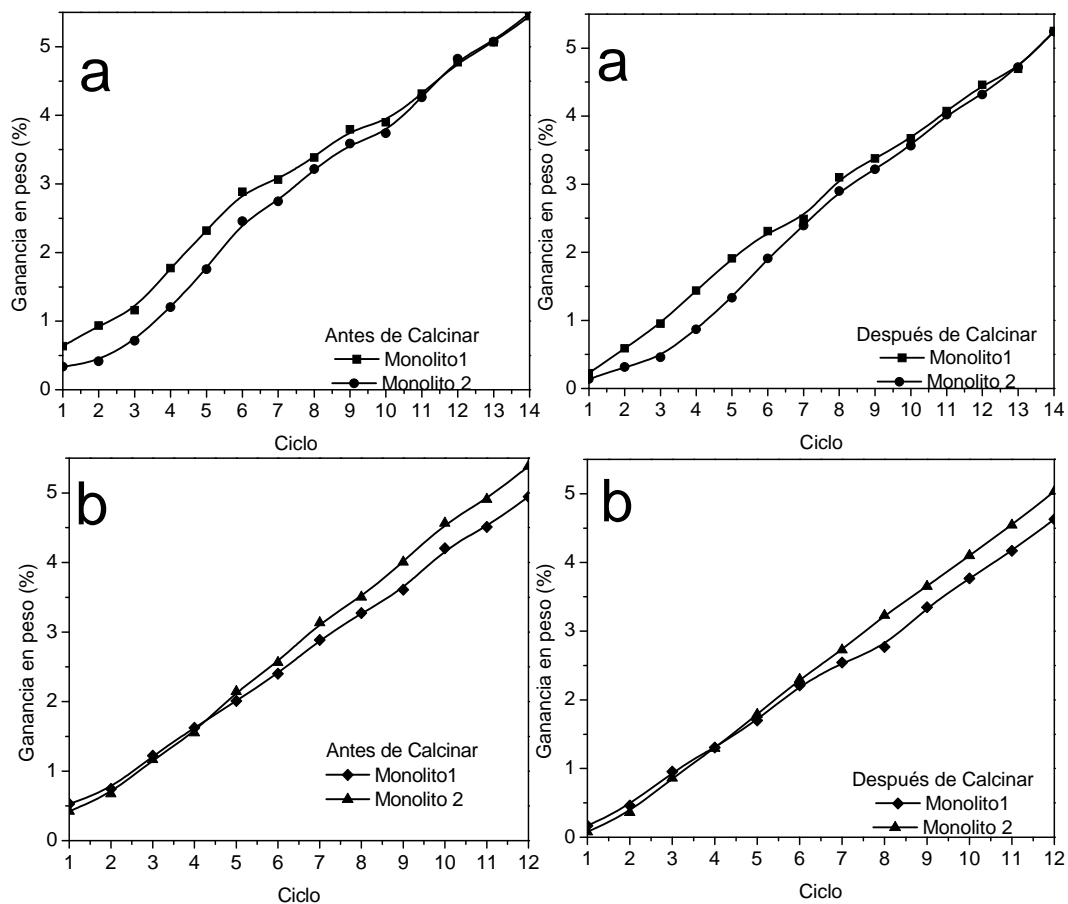 a
Ganancia en peso (%)
5
4
3
2
1
0
Antes de Calcinar
Monolito1
Monolito 2
1 2 3 4 5 6 7 8 9 10 11 12 13 14
Ciclo
a
Ganancia en peso (%)
5
4
3
2
1
0
Después de Calcinar
Monolito1
Monolito 2
1 2 3 4 5 6 7 8 9 10 11 12 13 14
Ciclo
b
Ganancia en peso (%)
5
4
3
2
1
0
Antes de Calcinar
Monolito1
Monolito 2
1 2 3 4 5 6 7 8 9 10 11 12
Ciclo
b
Ganancia en peso (%)
5
4
3
2
1
0
Después de Calcinar
Monolito1
Monolito 2
1 2 3 4 5 6 7 8 9 10 11 12
Ciclo